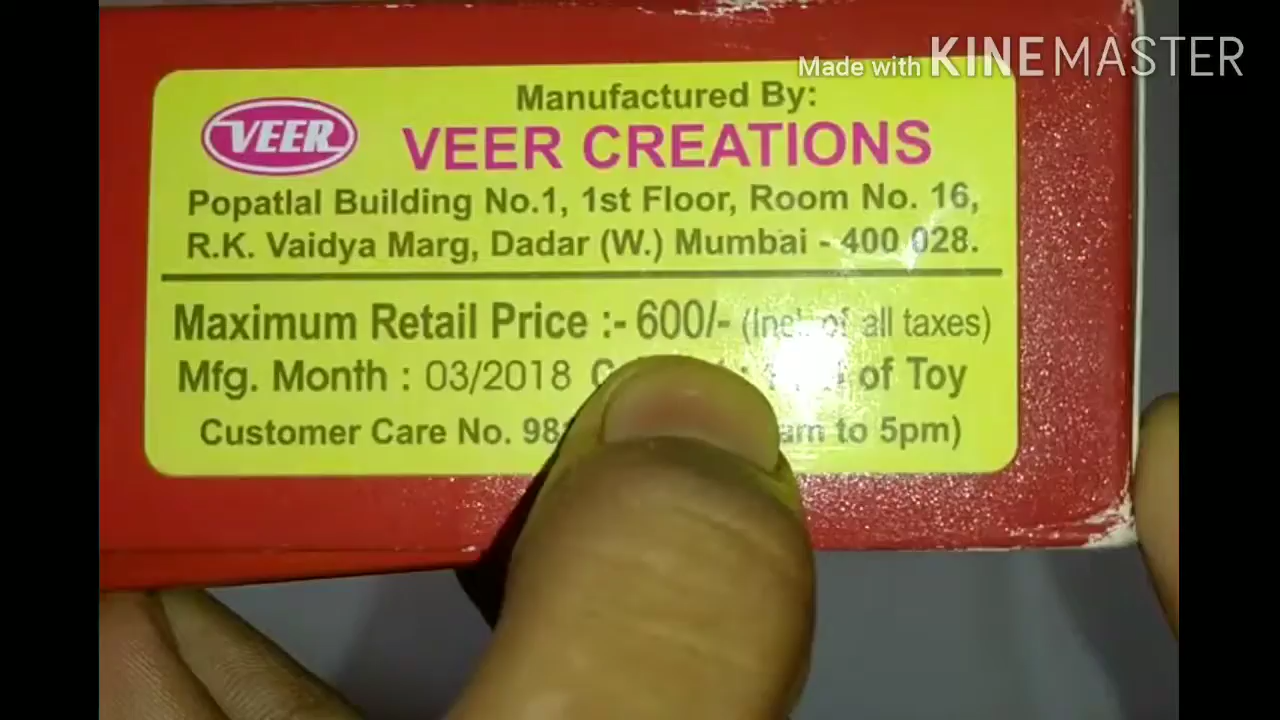 Made with KINEMASTER
Manufactured By:
VEER
VEER CREATIONS
Popatlal Building No.1, 1st Floor, Room No. 16,
R.K. Vaidya Marg, Dadar (W.) Mumbai - 400 028.
Maximum Retail Price :- 600/- (Incl. of all taxes)
Mfg. Month : 03/2018 of Toy
Customer Care No. to 5pm)